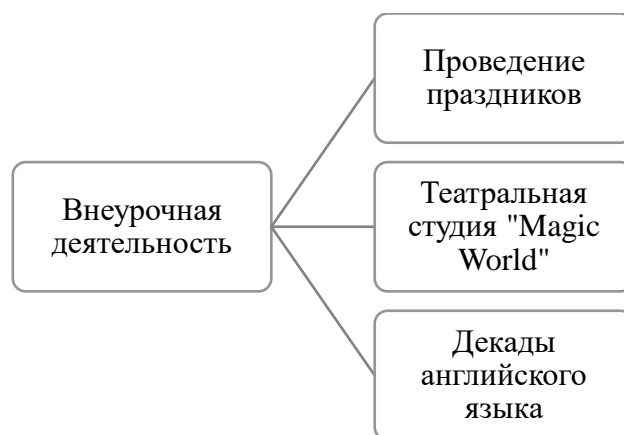 Внеурочная
деятельность
Проведение
праздников
Театральная
студия "Magic
World"
Декады
английского
языка